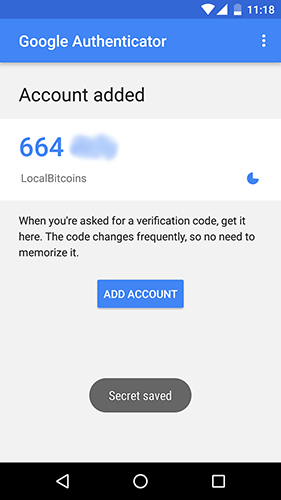 11:18
Google Authenticator
Account added
664
LocalBitcoins
When you're asked for a verification code, get it
here. The code changes frequently, so no need to
memorize it.
ADD ACCOUNT
Secret saved